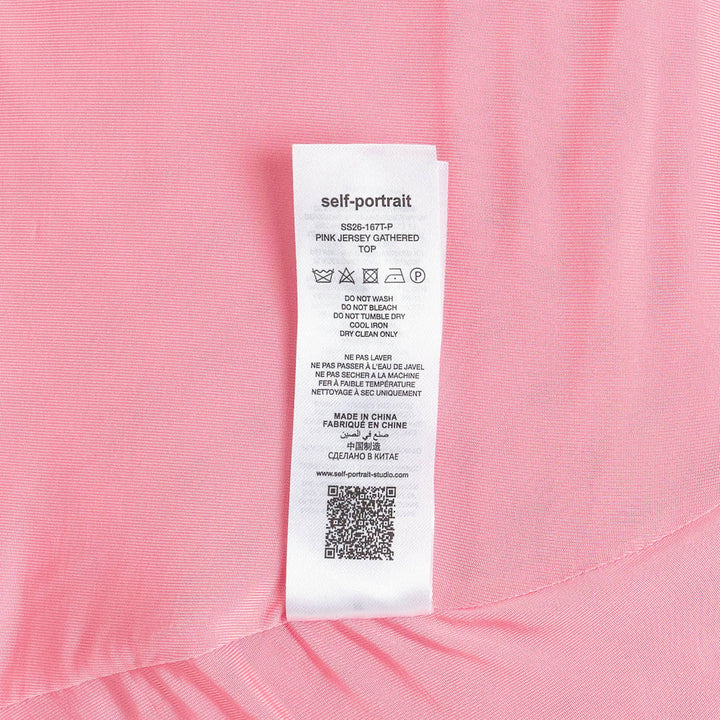 self-portrait
SS26-167T-P
PINK JERSEY GATHERED
TOP
DO NOT WASH
DO NOT BLEACH
DO NOT TUMBLE DRY
COOL IRON
DRY CLEAN ONLY
NE PAS LAVER
NE PAS PASSER À L'EAU DE JAVEL
NE PAS SECHER A LA MACHINE
FER À FAIBLE TEMPÉRATURE
NETTOYAGE À SEC UNIQUEMENT
MADE IN CHINA
FABRIQUÉ EN CHINE
صنع في الصين
中国制造
СДЕЛАНО В КИТАЕ
www.self-portrait-studio.com